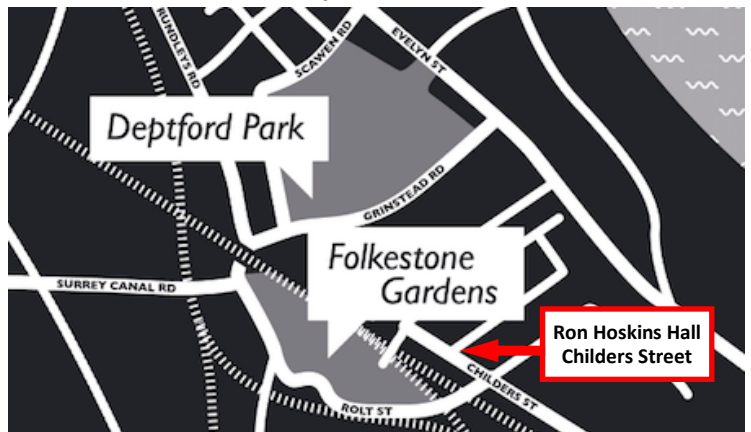 TRUNDLEYS RD
SCAWEN RD
EVELYN ST
Deptford Park
GRINSTEAD RD
Folkestone
Gardens
SURREY CANAL RD
Ron Hoskins Hall
Childers Street
CHILDERS ST
ROLT ST